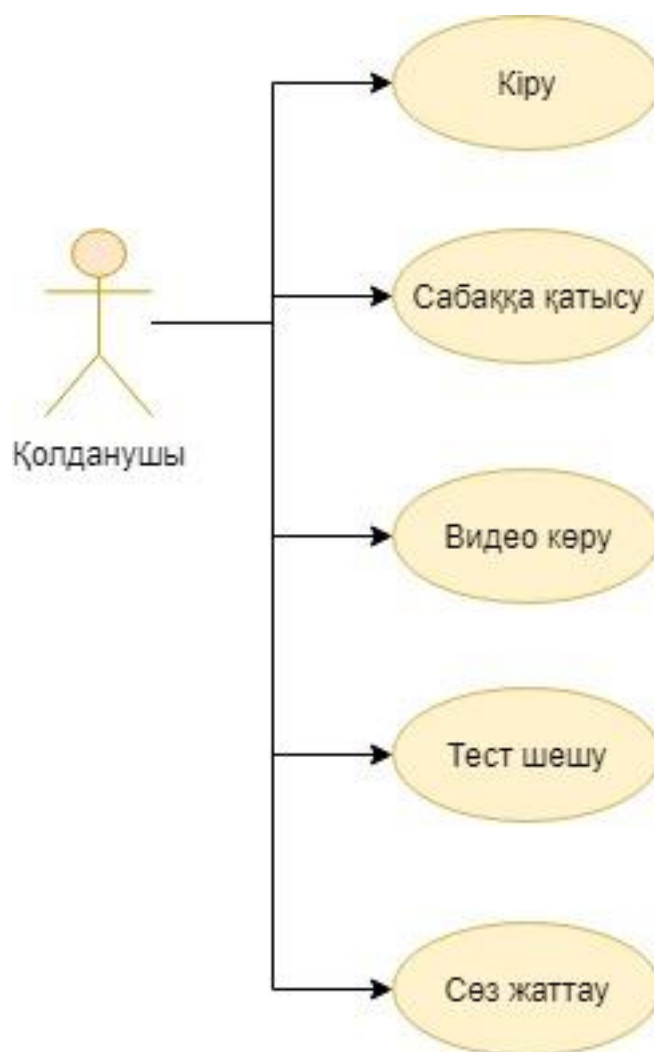 Кіру
Сабаққа қатысу
Қолданушы
Видео көру
Тест шешу
Сөз жаттау